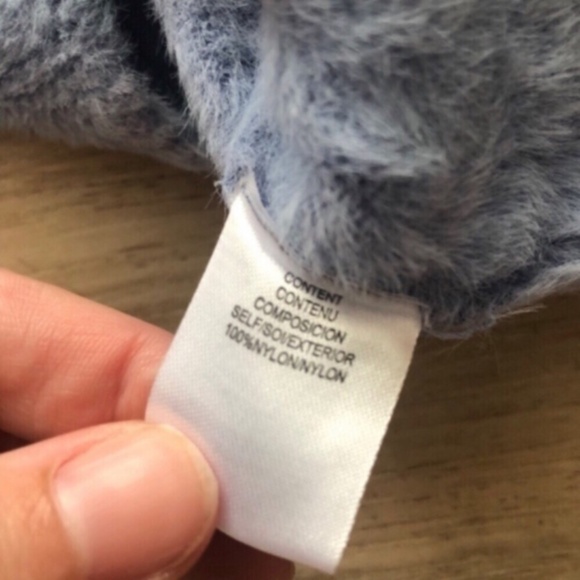 CONTENT
CONTENU
COMPOSICION
SELF/SOI/EXTERIOR
100%NYLON/NYLON